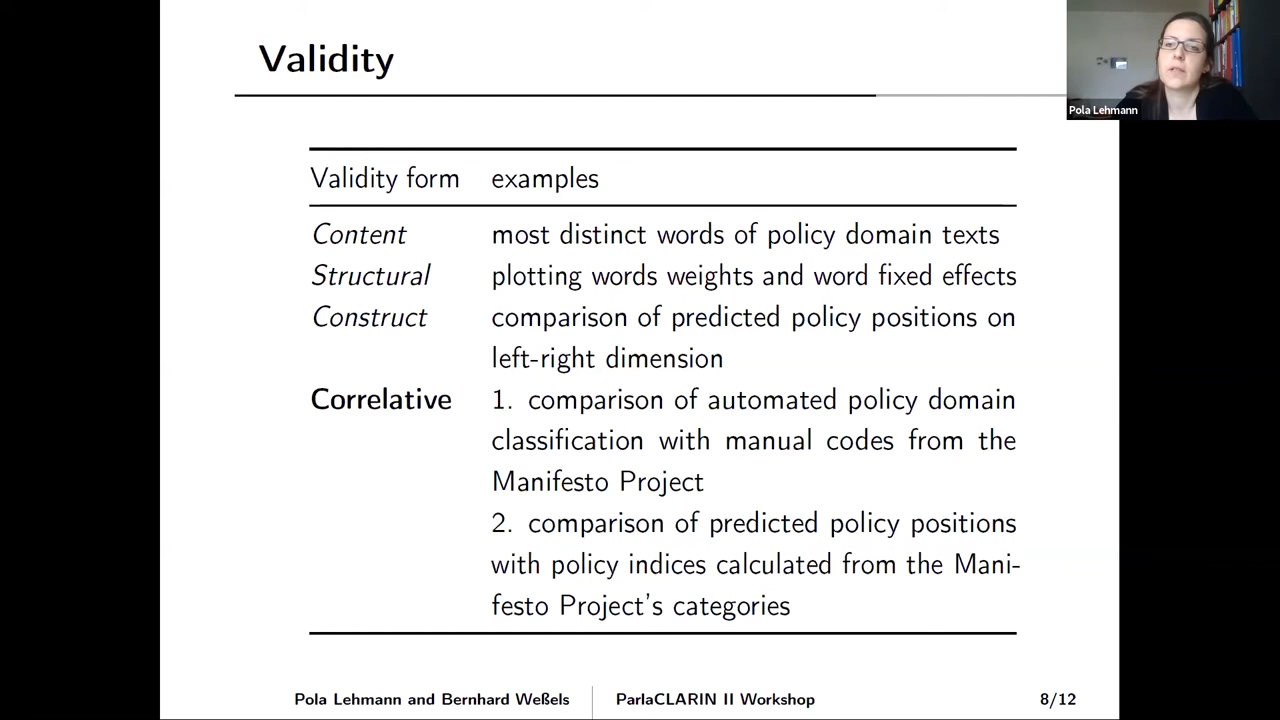 Validity
Pola Lehmann
Validity form examples
Content most distinct words of policy domain texts
Structural plotting words weights and word fixed effects
Construct comparison of predicted policy positions on
left-right dimension
Correlative 1. comparison of automated policy domain
classification with manual codes from the
Manifesto Project
2. comparison of predicted policy positions
with policy indices calculated from the Mani-
festo Project's categories
Pola Lehmann and Bernhard Weßels ParlaCLARIN II Workshop 8/12